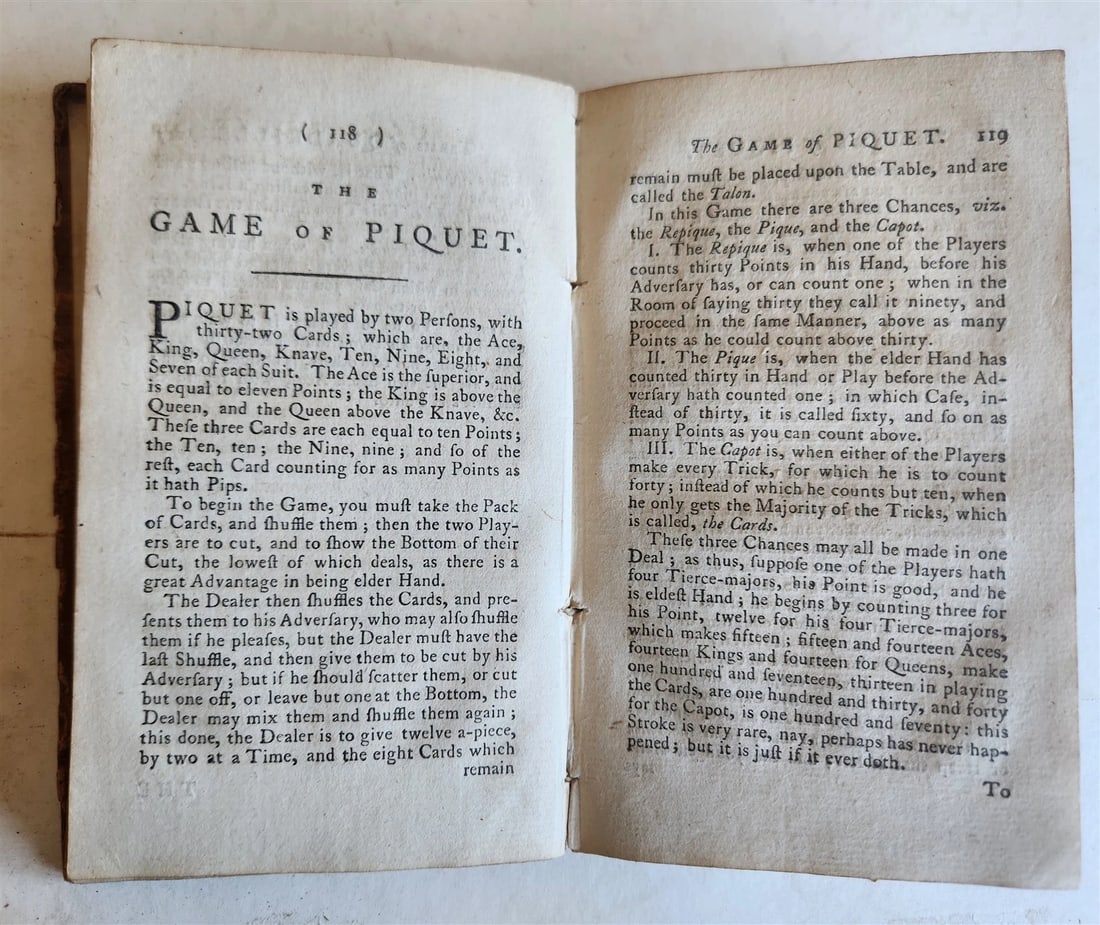 ( 118 )
THE
GAME OF PIQUET.
PIQUET is played by two Perſons, with
thirty-two Cards; which are, the Ace,
King, Queen, Knave, Ten, Nine, Eight, and
Seven of each Suit. The Ace is the ſuperior, and
is equal to eleven Points; the King is above the
Queen, and the Queen above the Knave, &c.
Theſe three Cards are each equal to ten Points;
the Ten, ten; the Nine, nine; and ſo of the
reſt, each Card counting for as many Points as
it hath Pips.
To begin the Game, you muſt take the Pack
of Cards, and ſhuffle them; then the two Play-
ers are to cut, and to ſhow the Bottom of their
Cut, the loweſt of which deals, as there is a
great Advantage in being elder Hand.
The Dealer then ſhuffles the Cards, and pre-
ſents them to his Adverſary, who may alſo ſhuffle
them if he pleaſes, but the Dealer muſt have the
laſt Shuffle, and then give them to be cut by his
Adverſary; but if he ſhould ſcatter them, or cut
but one off, or leave but one at the Bottom, the
Dealer may mix them and ſhuffle them again;
this done, the Dealer is to give twelve a-piece,
by two at a Time, and the eight Cards which
remain
The GAME of PIQUET. 119
remain muſt be placed upon the Table, and are
called the Talon.
In this Game there are three Chances, viz.
the Repique, the Pique, and the Capot.
I. The Repique is, when one of the Players
counts thirty Points in his Hand, before his
Adverſary has, or can count one; when in the
Room of ſaying thirty they call it ninety, and
proceed in the ſame Manner, above as many
Points as he could count above thirty.
II. The Pique is, when the elder Hand has
counted thirty in Hand or Play before the Ad-
verſary hath counted one; in which Caſe, in-
ſtead of thirty, it is called ſixty, and ſo on as
many Points as you can count above.
III. The Capot is, when either of the Players
make every Trick, for which he is to count
forty; inſtead of which he counts but ten, when
he only gets the Majority of the Tricks, which
is called, the Cards.
Theſe three Chances may all be made in one
Deal; as thus, ſuppoſe one of the Players hath
four Tierce-majors, his Point is good, and he
is eldeſt Hand; he begins by counting three for
his Point, twelve for his four Tierce-majors,
which makes fifteen; fifteen and fourteen Aces,
fourteen Kings and fourteen for Queens, make
one hundred and ſeventeen, thirteen in playing
the Cards, are one hundred and thirty, and forty
for the Capot, is one hundred and ſeventy: this
Stroke is very rare, nay, perhaps has never hap-
pened; but it is juſt if it ever doth.
To